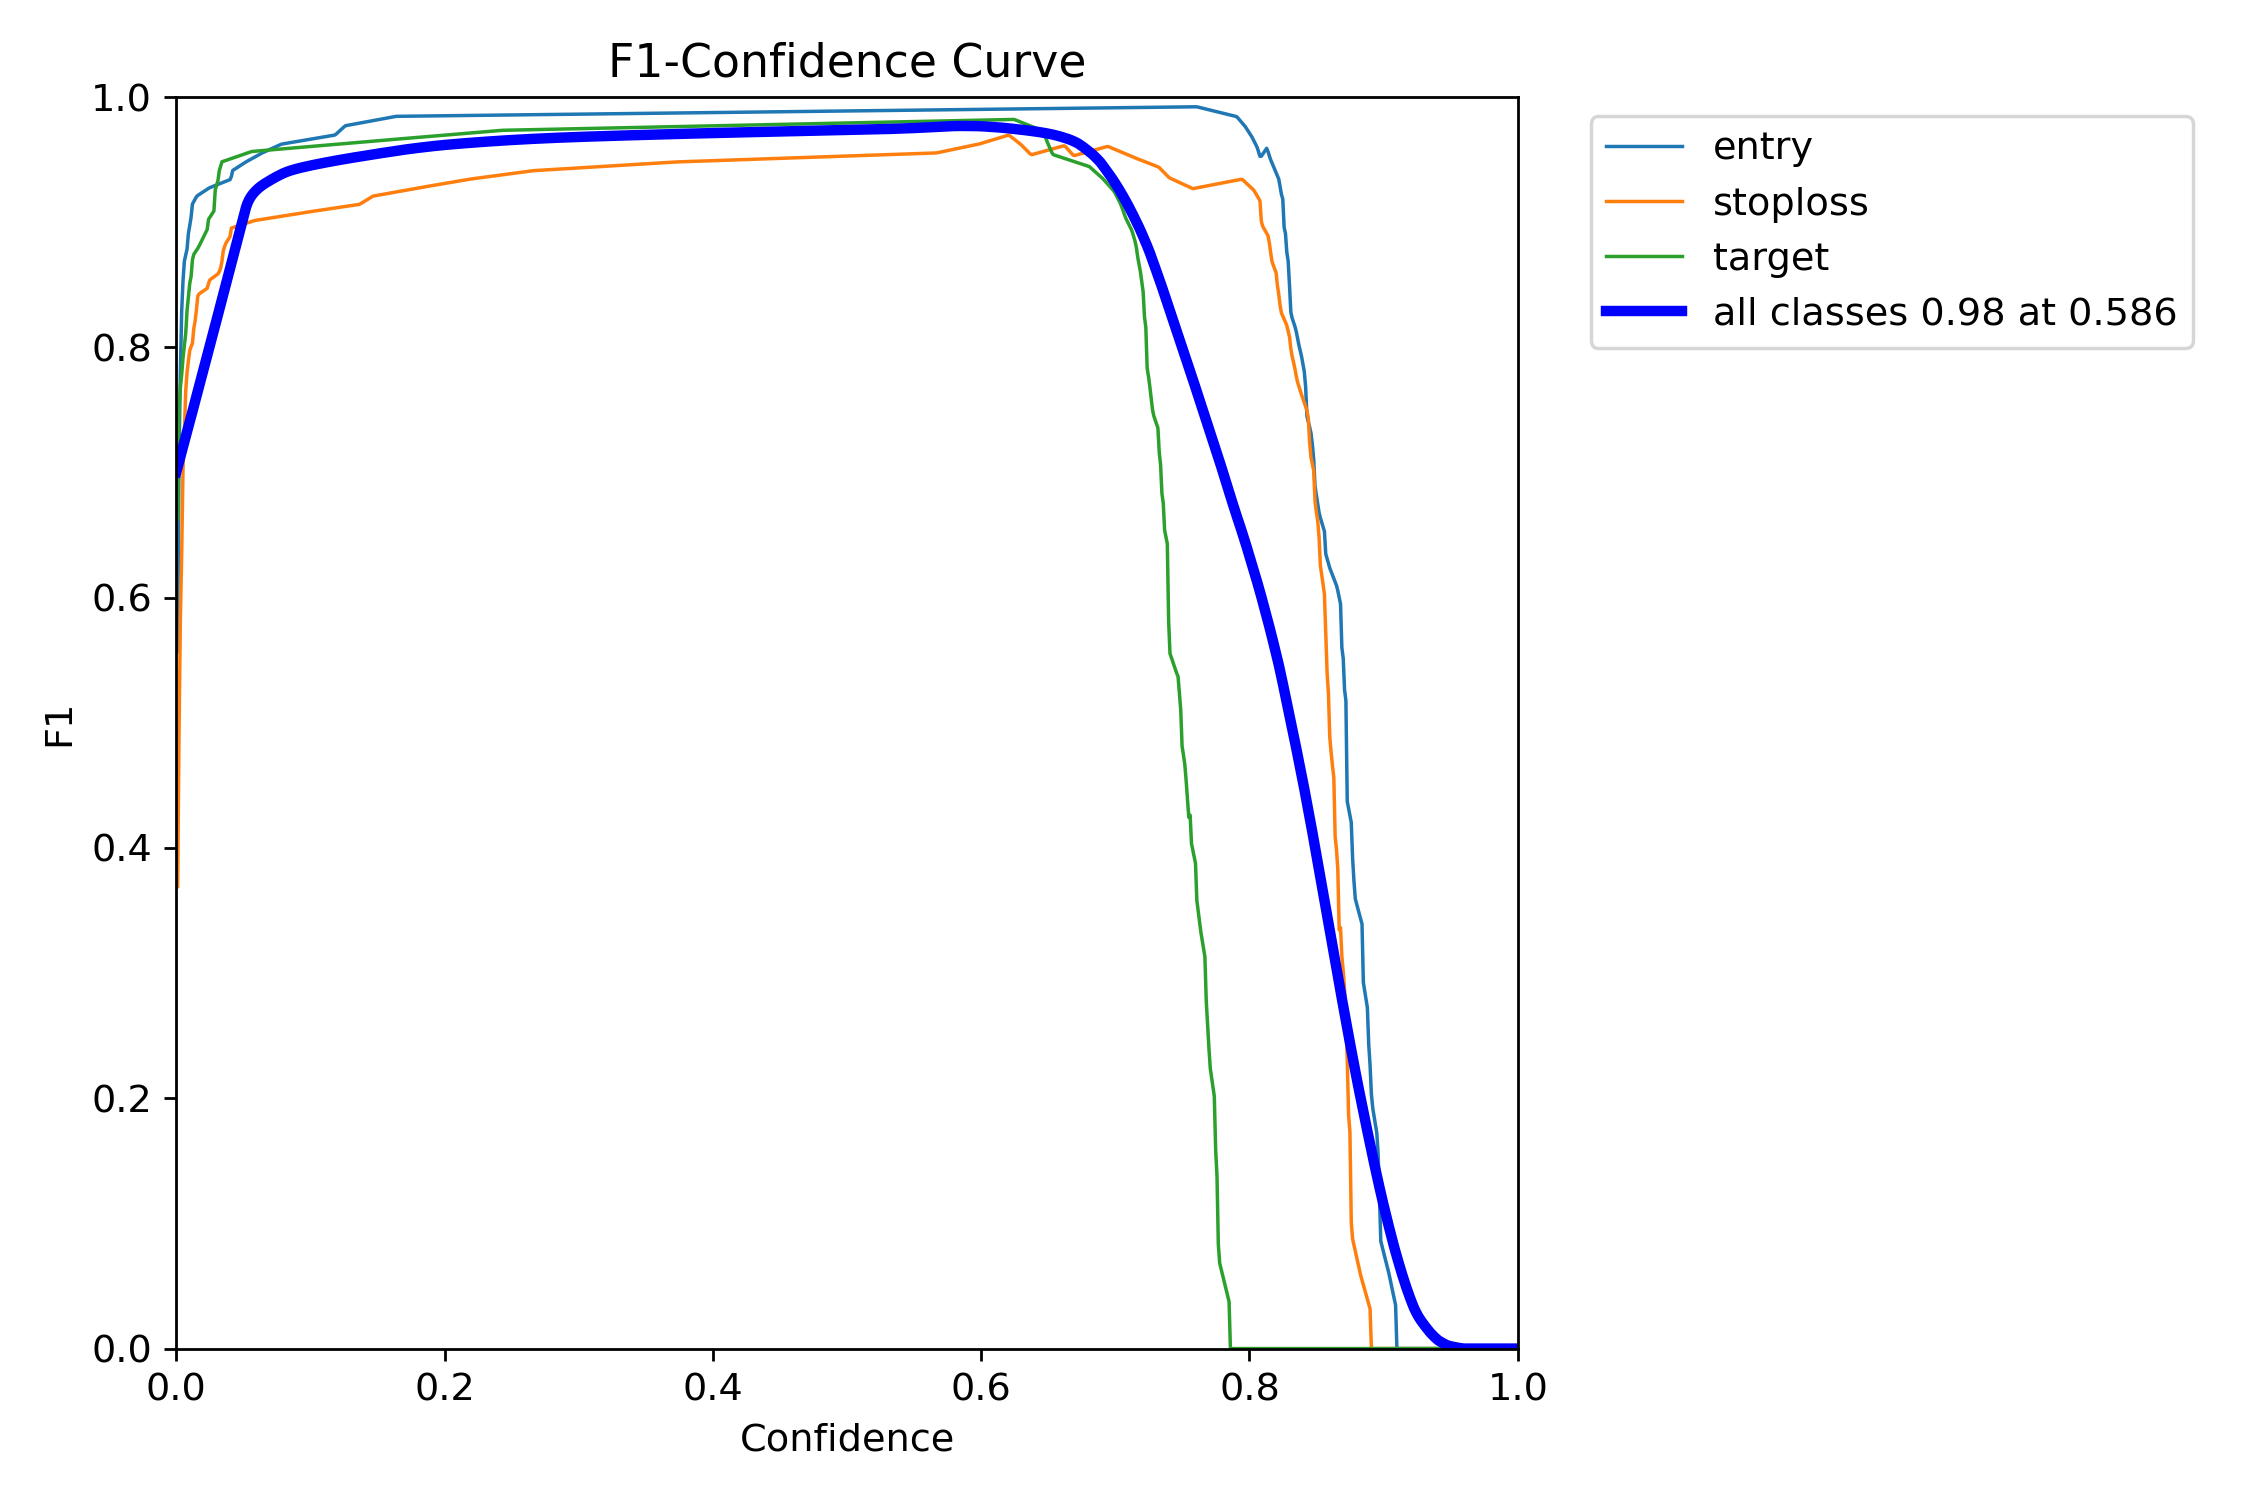 F1-Confidence Curve
1.0
0.8
0.6
0.4
0.2
0.0
F1
0.0 0.2 0.4 0.6 0.8 1.0
Confidence
entry
stoploss
target
all classes 0.98 at 0.586